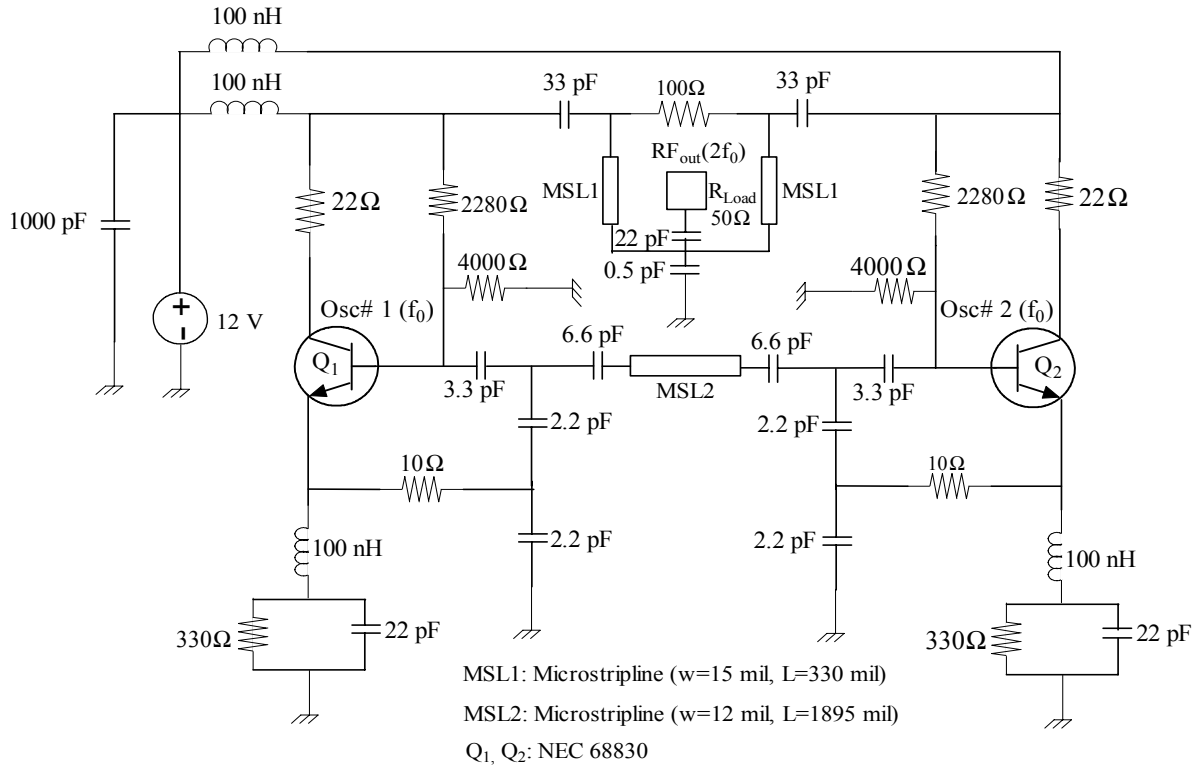 100 nH
100 nH
33 pF
100Ω
33 pF
RFout(2f0)
MSL1
RLoad
50Ω
MSL1
22Ω
2280Ω
2280Ω
22Ω
1000 pF
22 pF
0.5 pF
4000Ω
4000Ω
12 V
Osc# 1 (f0)
Osc# 2 (f0)
6.6 pF
6.6 pF
Q1
Q2
MSL2
3.3 pF
3.3 pF
2.2 pF
2.2 pF
10Ω
10Ω
2.2 pF
2.2 pF
100 nH
100 nH
330Ω
22 pF
330Ω
22 pF
MSL1: Microstripline (w=15 mil, L=330 mil)
MSL2: Microstripline (w=12 mil, L=1895 mil)
Q1, Q2: NEC 68830